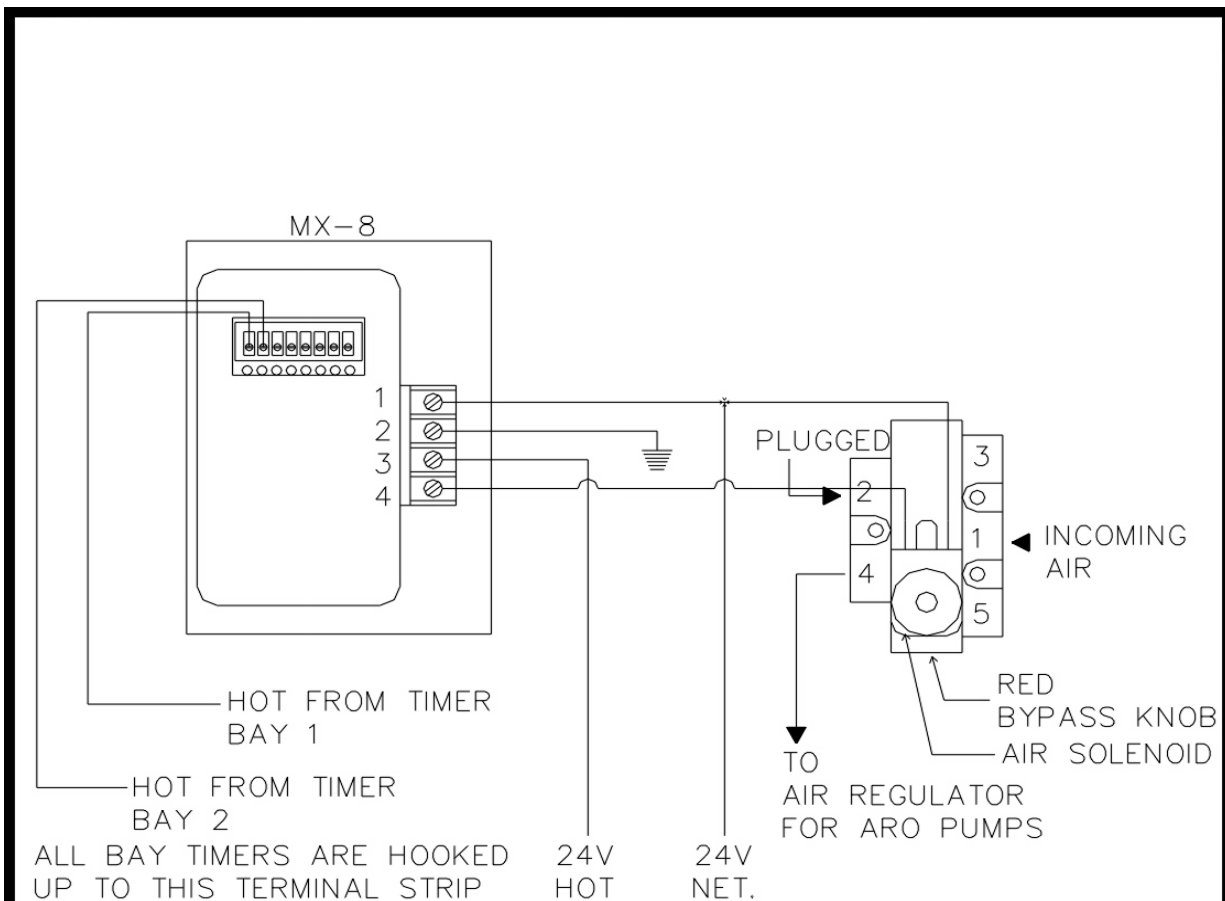 MX-8
1
2
3
4
PLUGGED
2
4
3
1
5
INCOMING
AIR
HOT FROM TIMER
BAY 1
HOT FROM TIMER
BAY 2
ALL BAY TIMERS ARE HOOKED
UP TO THIS TERMINAL STRIP
24V
HOT
24V
NET.
TO
AIR REGULATOR
FOR ARO PUMPS
RED
BYPASS KNOB
AIR SOLENOID